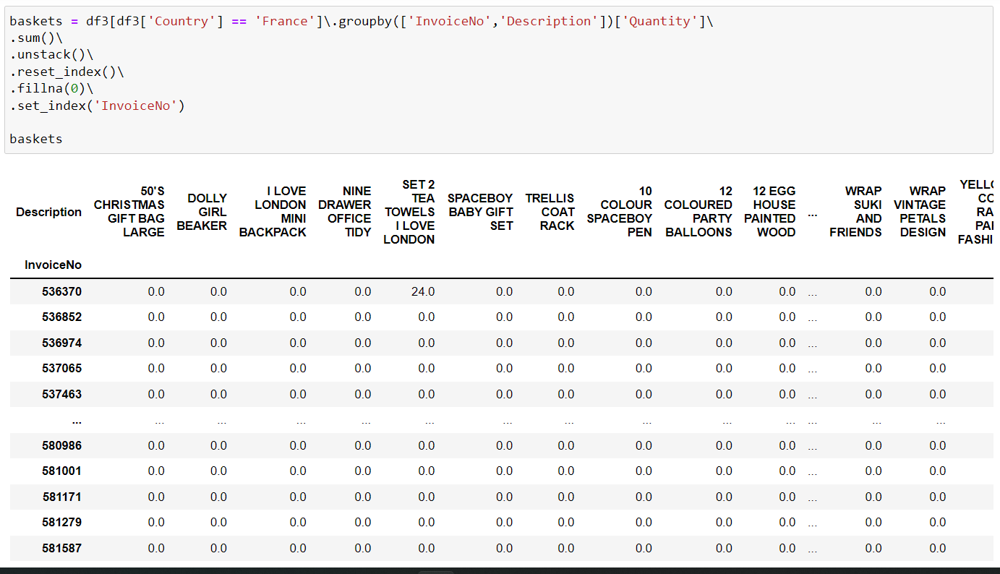 baskets = df3[df3['Country'] == 'France']\.groupby(['InvoiceNo','Description'])['Quantity']\
.sum()\
.unstack()\
.reset_index()\
.fillna(0)\
.set_index('InvoiceNo')
baskets
Description 50'S CHRISTMAS GIFT BAG LARGE DOLLY GIRL BEAKER I LOVE LONDON MINI BACKPACK NINE DRAWER OFFICE TIDY SET 2 TEA TOWELS I LOVE LONDON SPACEBOY BABY GIFT SET TRELLIS COAT RACK 10 COLOUR SPACEBOY PEN 12 COLOURED PARTY BALLOONS 12 EGG HOUSE PAINTED WOOD ... WRAP SUKI AND FRIENDS WRAP VINTAGE PETALS DESIGN
InvoiceNo
536370 0.0 0.0 0.0 0.0 24.0 0.0 0.0 0.0 0.0 0.0 ... 0.0 0.0
536852 0.0 0.0 0.0 0.0 0.0 0.0 0.0 0.0 0.0 0.0 ... 0.0 0.0
536974 0.0 0.0 0.0 0.0 0.0 0.0 0.0 0.0 0.0 0.0 ... 0.0 0.0
537065 0.0 0.0 0.0 0.0 0.0 0.0 0.0 0.0 0.0 0.0 ... 0.0 0.0
537463 0.0 0.0 0.0 0.0 0.0 0.0 0.0 0.0 0.0 0.0 ... 0.0 0.0
... ... ... ... ... ... ... ... ... ... ... ... ... ...
580986 0.0 0.0 0.0 0.0 0.0 0.0 0.0 0.0 0.0 0.0 ... 0.0 0.0
581001 0.0 0.0 0.0 0.0 0.0 0.0 0.0 0.0 0.0 0.0 ... 0.0 0.0
581171 0.0 0.0 0.0 0.0 0.0 0.0 0.0 0.0 0.0 0.0 ... 0.0 0.0
581279 0.0 0.0 0.0 0.0 0.0 0.0 0.0 0.0 0.0 0.0 ... 0.0 0.0
581587 0.0 0.0 0.0 0.0 0.0 0.0 0.0 0.0 0.0 0.0 ... 0.0 0.0